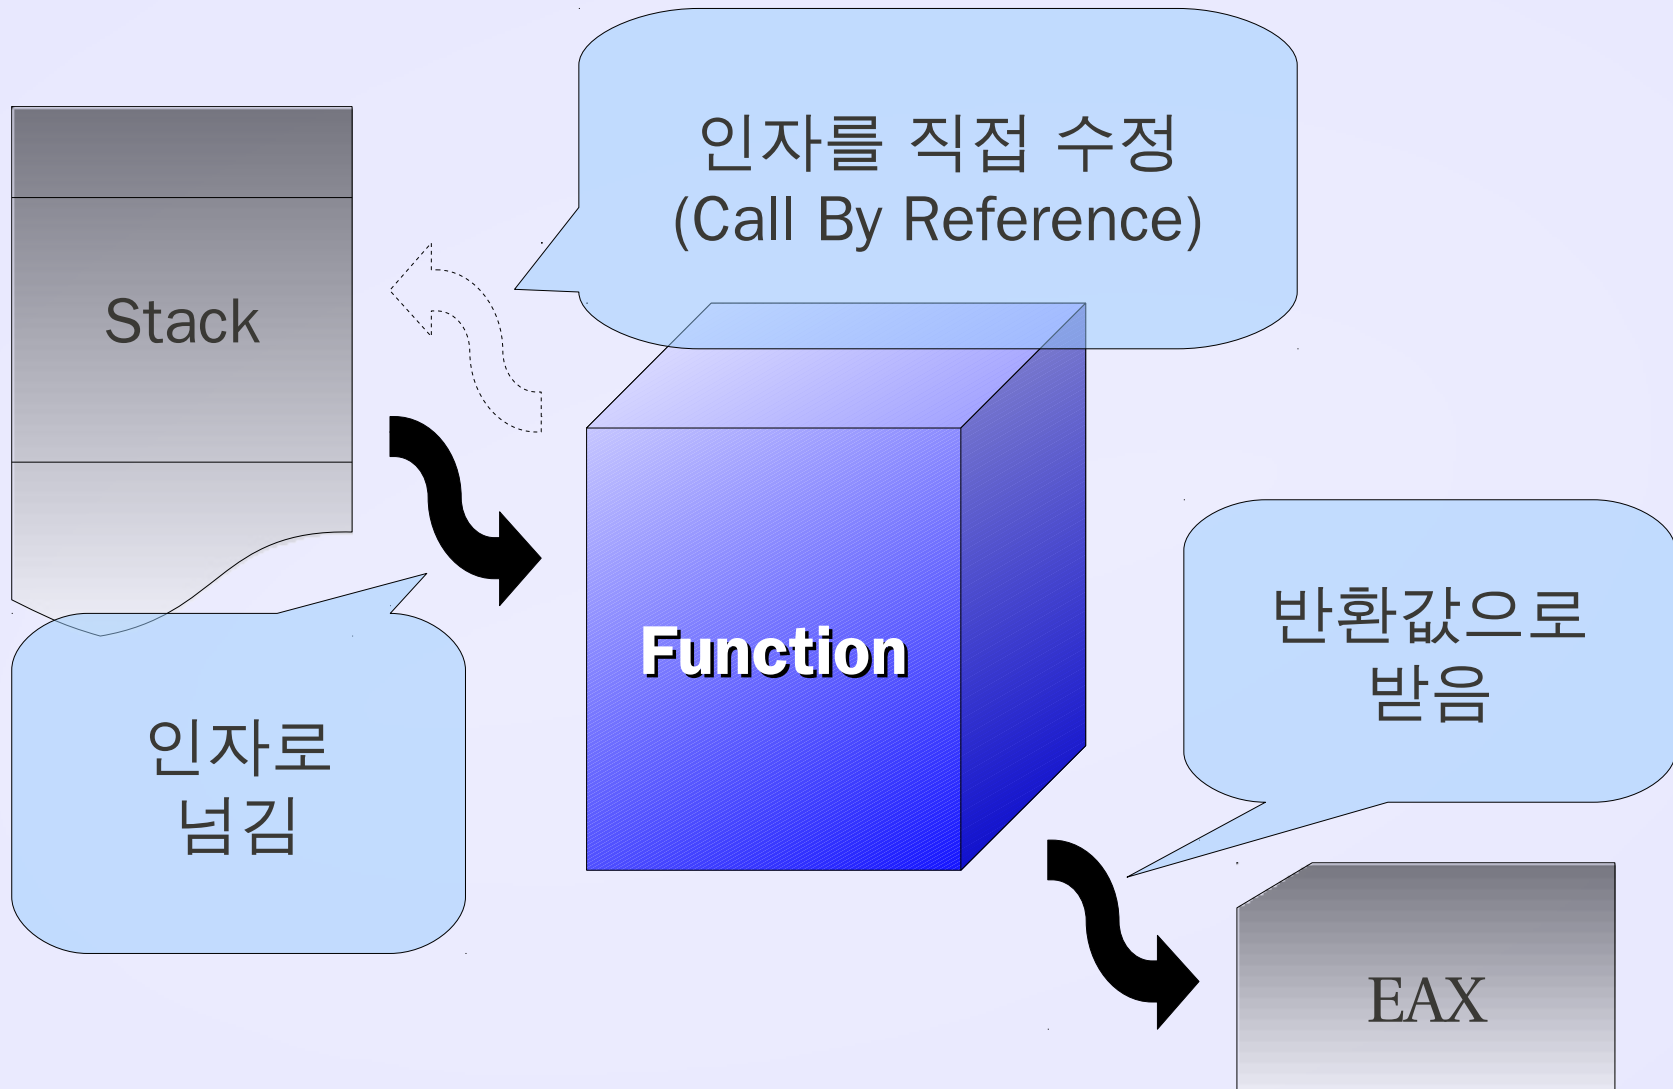 인자를 직접 수정
(Call By Reference)
Stack
Function
인자로
넘김
반환값으로
받음
EAX